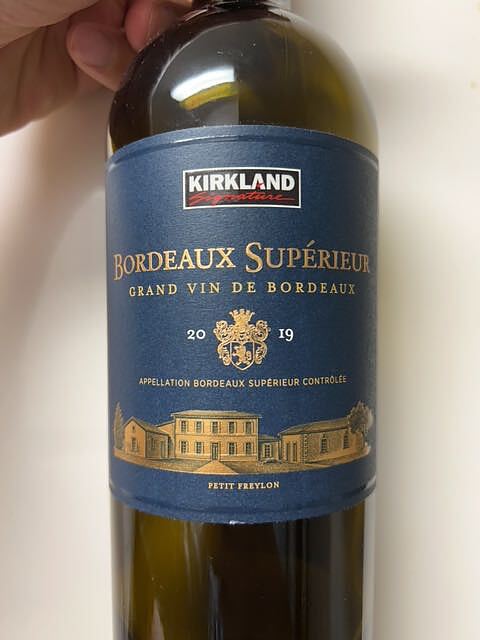 KIRKLAND
Signature
BORDEAUX SUPÉRIEUR
GRAND VIN DE BORDEAUX
20 19
APPELLATION BORDEAUX SUPÉRIEUR CONTRÔLÉE
PETIT FREYLON